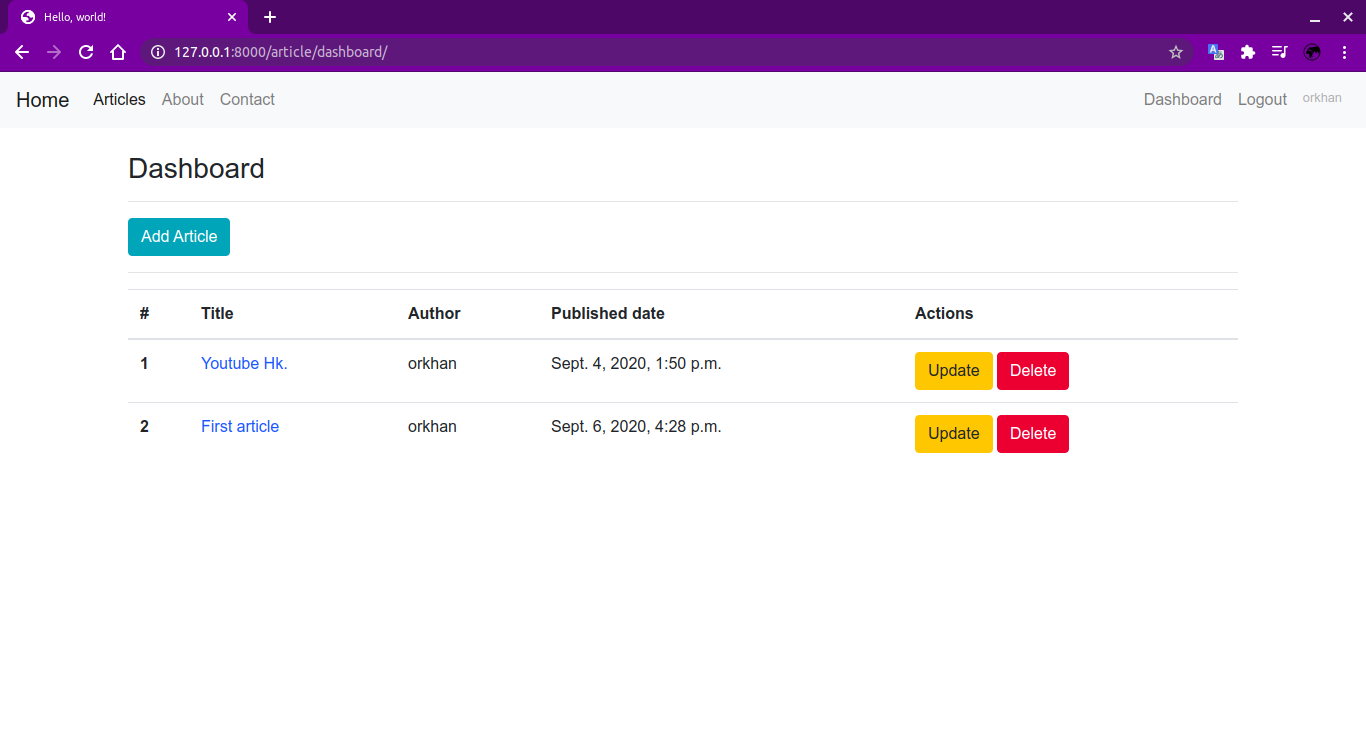 Hello, world!
127.0.0.1:8000/article/dashboard/
Home Articles About Contact Dashboard Logout orkhan
Dashboard
Add Article
# Title Author Published date Actions
1 Youtube Hk. orkhan Sept. 4, 2020, 1:50 p.m. Update Delete
2 First article orkhan Sept. 6, 2020, 4:28 p.m. Update Delete